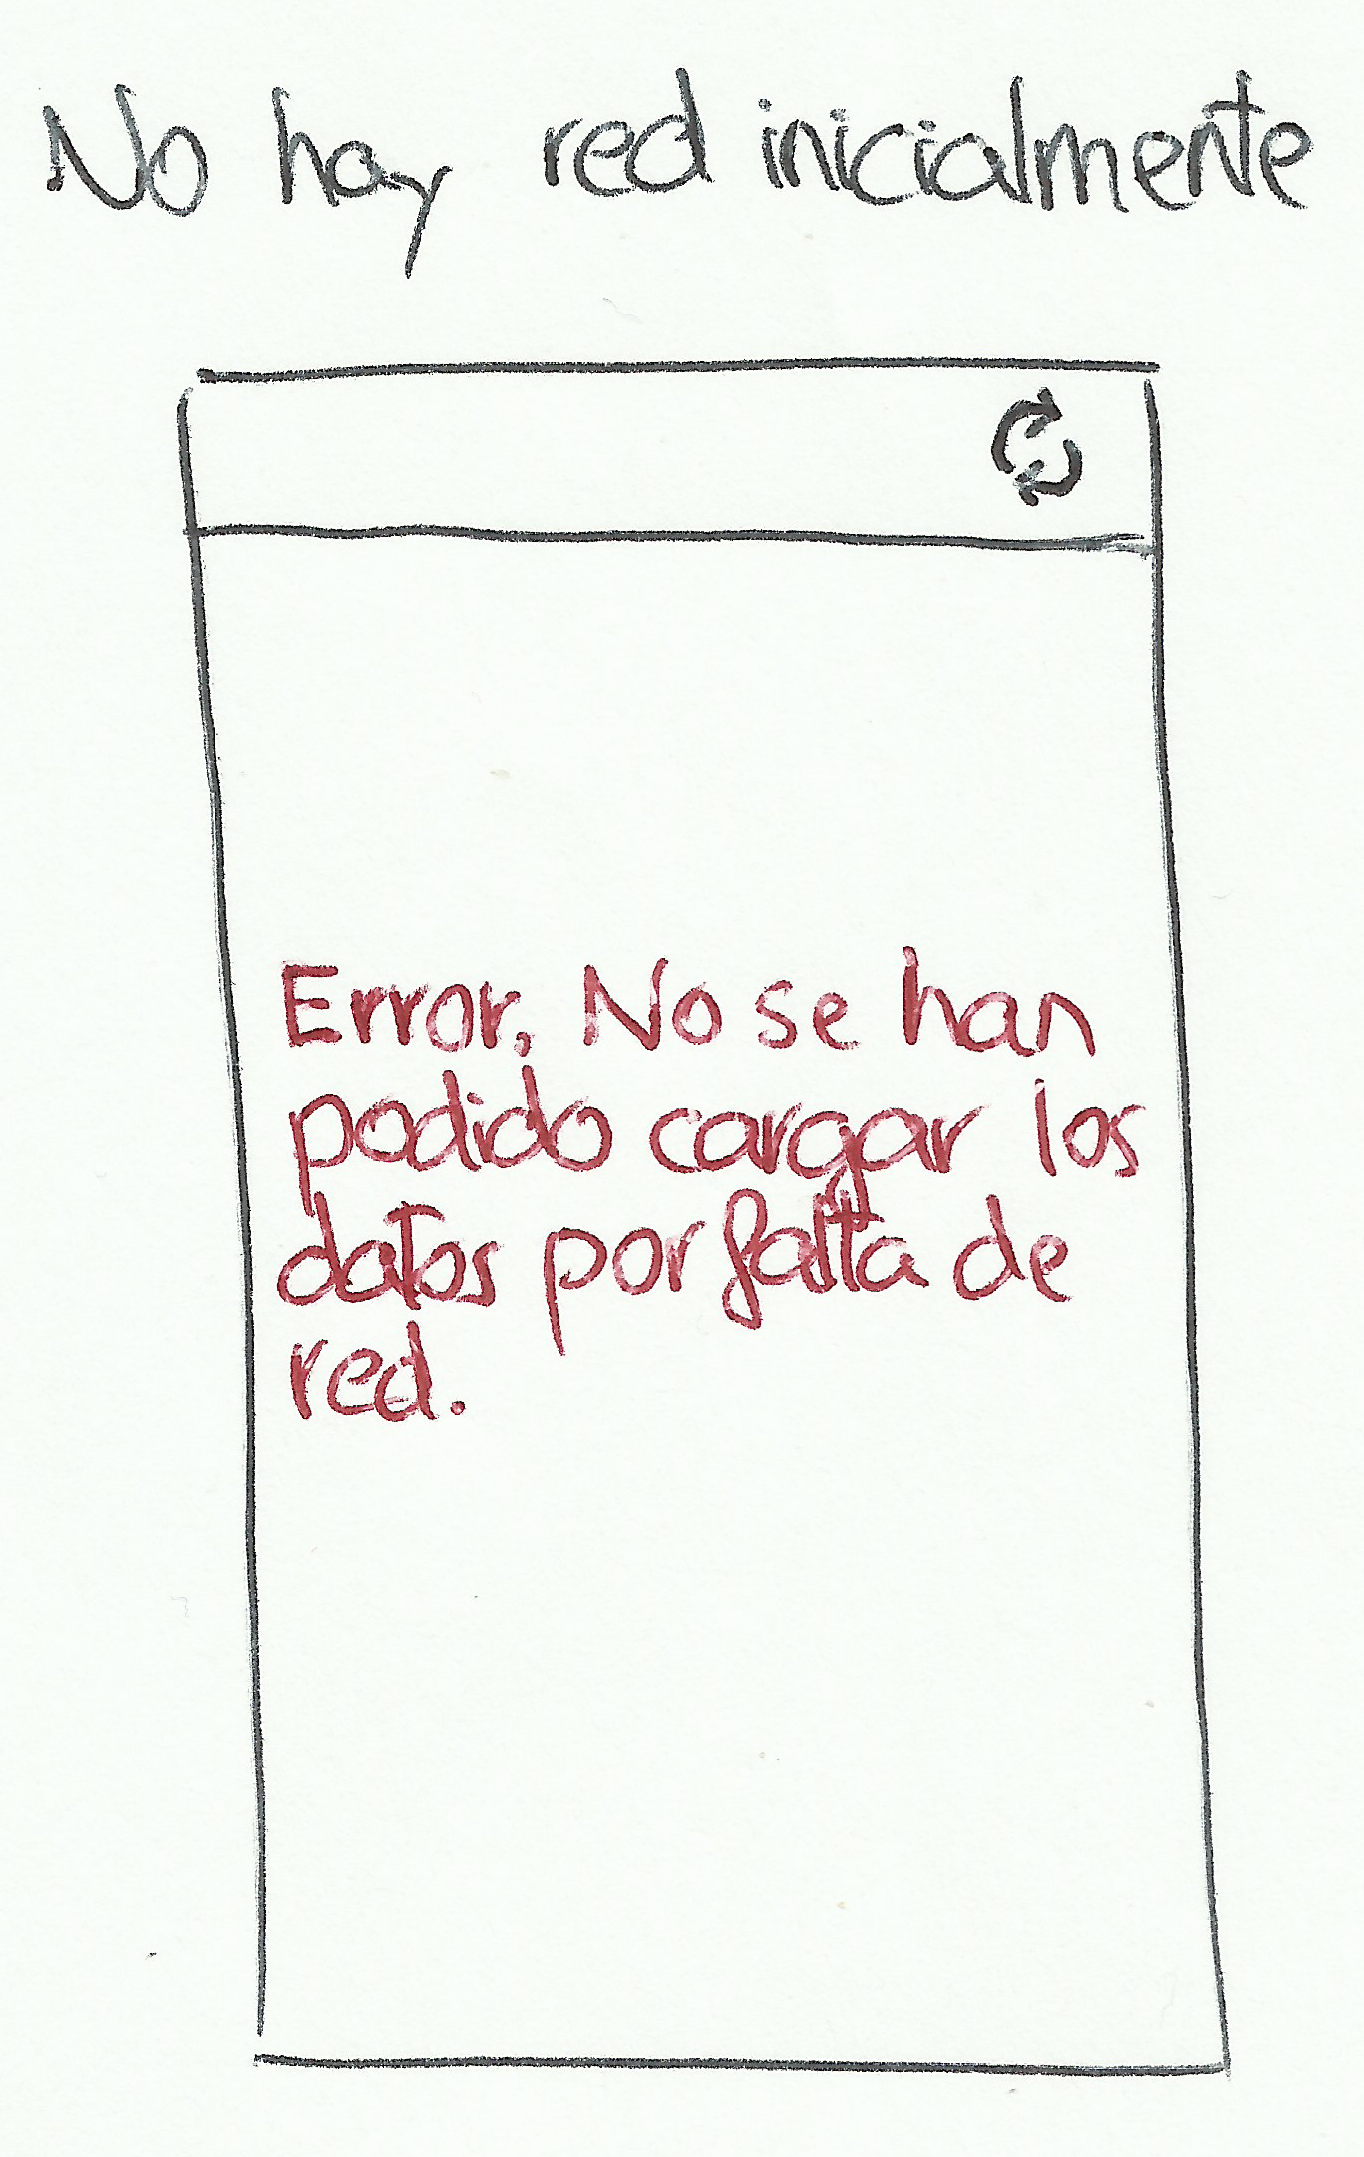 No hay red inicialmente
Error. No se han
podido cargar los
datos por falta de
red.